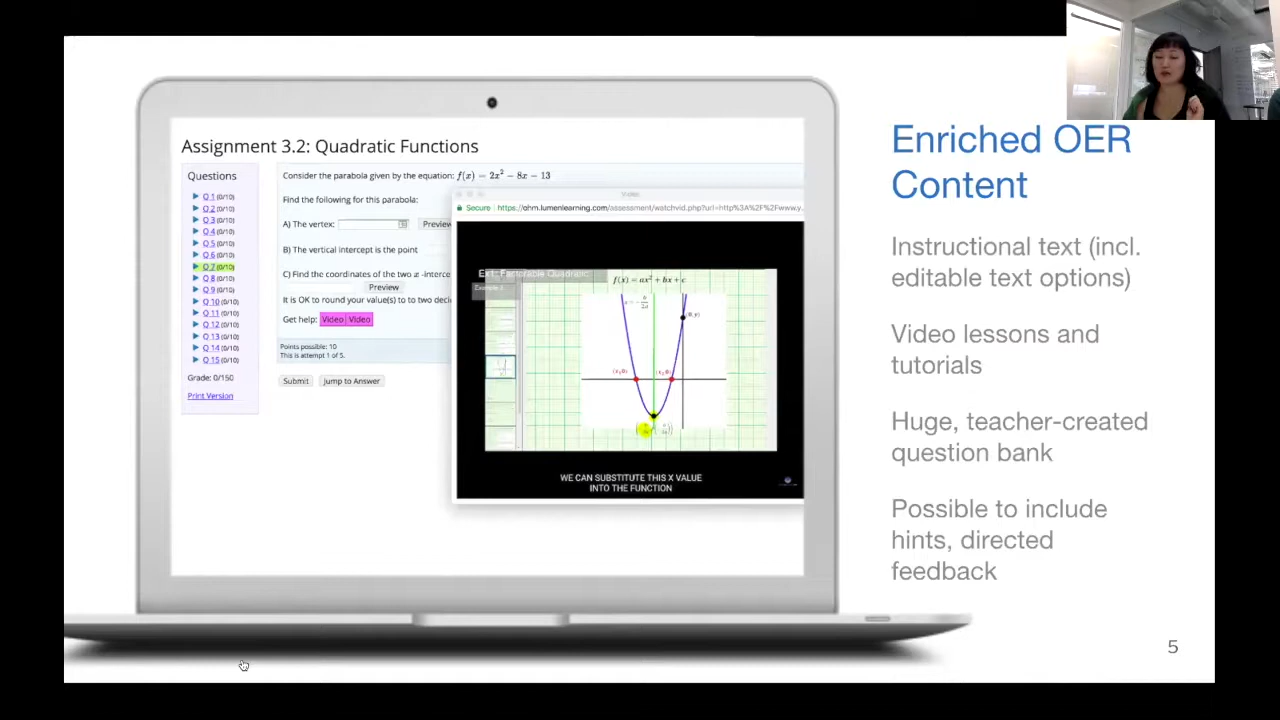 Assignment 3.2: Quadratic Functions
Questions
Q 1 (0/10)
Q 2 (0/10)
Q 3 (0/10)
Q 4 (0/10)
Q 5 (0/10)
Q 6 (0/10)
Q 7 (0/10)
Q 8 (0/10)
Q 9 (0/10)
Q 10 (0/10)
Q 11 (0/10)
Q 12 (0/10)
Q 13 (0/10)
Q 14 (0/10)
Q 15 (0/10)
Grade: 0/150
Print Version
Consider the parabola given by the equation: f(x) = 2x² − 8x − 13
Find the following for this parabola:
A) The vertex:
Preview
B) The vertical intercept is the point
C) Find the coordinates of the two x -interce
Preview
It is OK to round your value(s) to to two deci
Get help: Video Video
Points possible: 10
This is attempt 1 of 5.
Submit Jump to Answer
Video
Secure https://ohm.lumenlearning.com/assessment/watchvid.php?url=http%3A%2F%2Fwww.y
Ex1: Factorable Quadratic
f(x) = ax² + bx + c
WE CAN SUBSTITUTE THIS X VALUE
INTO THE FUNCTION
Enriched OER
Content
Instructional text (incl.
editable text options)
Video lessons and
tutorials
Huge, teacher-created
question bank
Possible to include
hints, directed
feedback
5